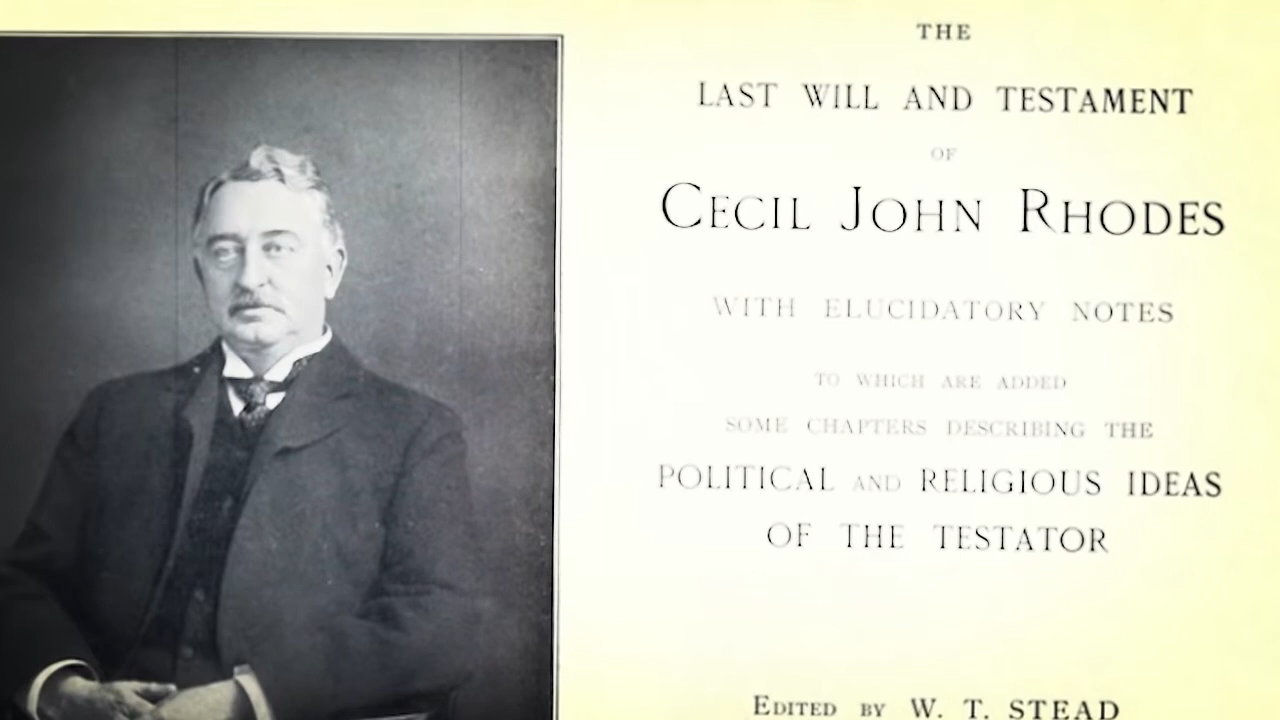 THE
LAST WILL AND TESTAMENT
OF
CECIL JOHN RHODES
WITH ELUCIDATORY NOTES
TO WHICH ARE ADDED
SOME CHAPTERS DESCRIBING THE
POLITICAL AND RELIGIOUS IDEAS
OF THE TESTATOR
EDITED BY W. T. STEAD